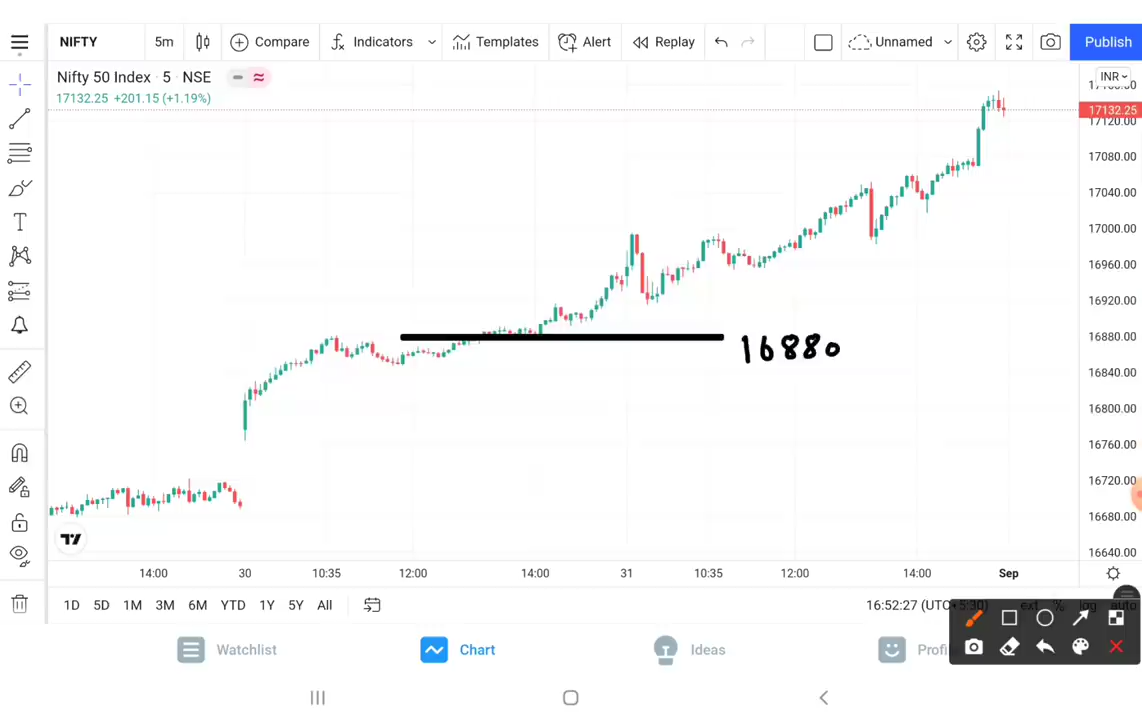 NIFTY 5m Compare Indicators Templates Alert Replay Unnamed Publish
Nifty 50 Index · 5 · NSE
17132.25 +201.15 (+1.19%)
INR
17132.25
17120.00
17080.00
17040.00
17000.00
16960.00
16920.00
16880.00
16840.00
16800.00
16760.00
16720.00
16680.00
16640.00
16880
14:00 30 10:35 12:00 14:00 31 10:35 12:00 14:00 Sep
1D 5D 1M 3M 6M YTD 1Y 5Y All 16:52:27 (UTC+5:30) ext % log auto
Watchlist Chart Ideas